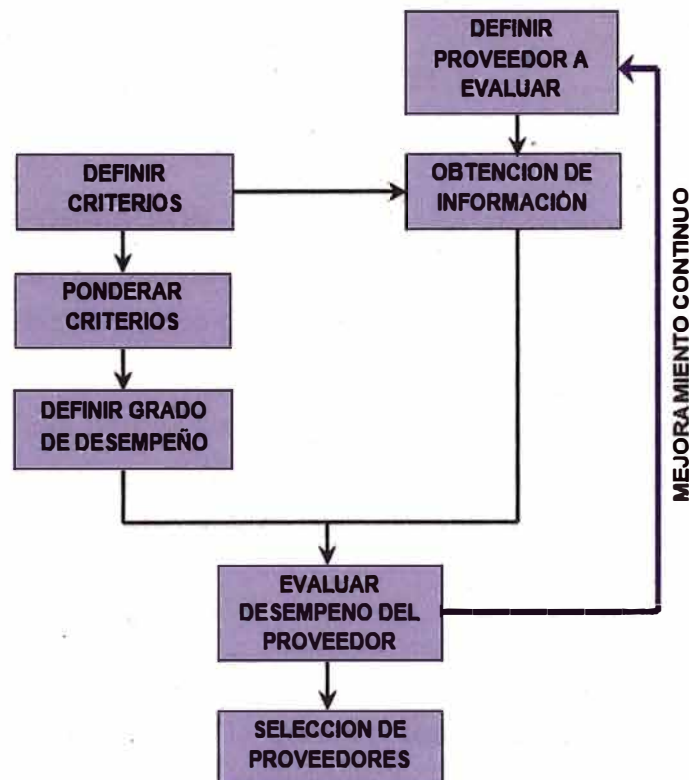 DEFINIR
PROVEEDOR A
EVALUAR
DEFINIR
CRITERIOS
OBTENCION DE
INFORMACIÓN
PONDERAR
CRITERIOS
DEFINIR GRADO
DE DESEMPEÑO
EVALUAR
DESEMPENO DEL
PROVEEDOR
SELECCION DE
PROVEEDORES
MEJORAMIENTO CONTINUO